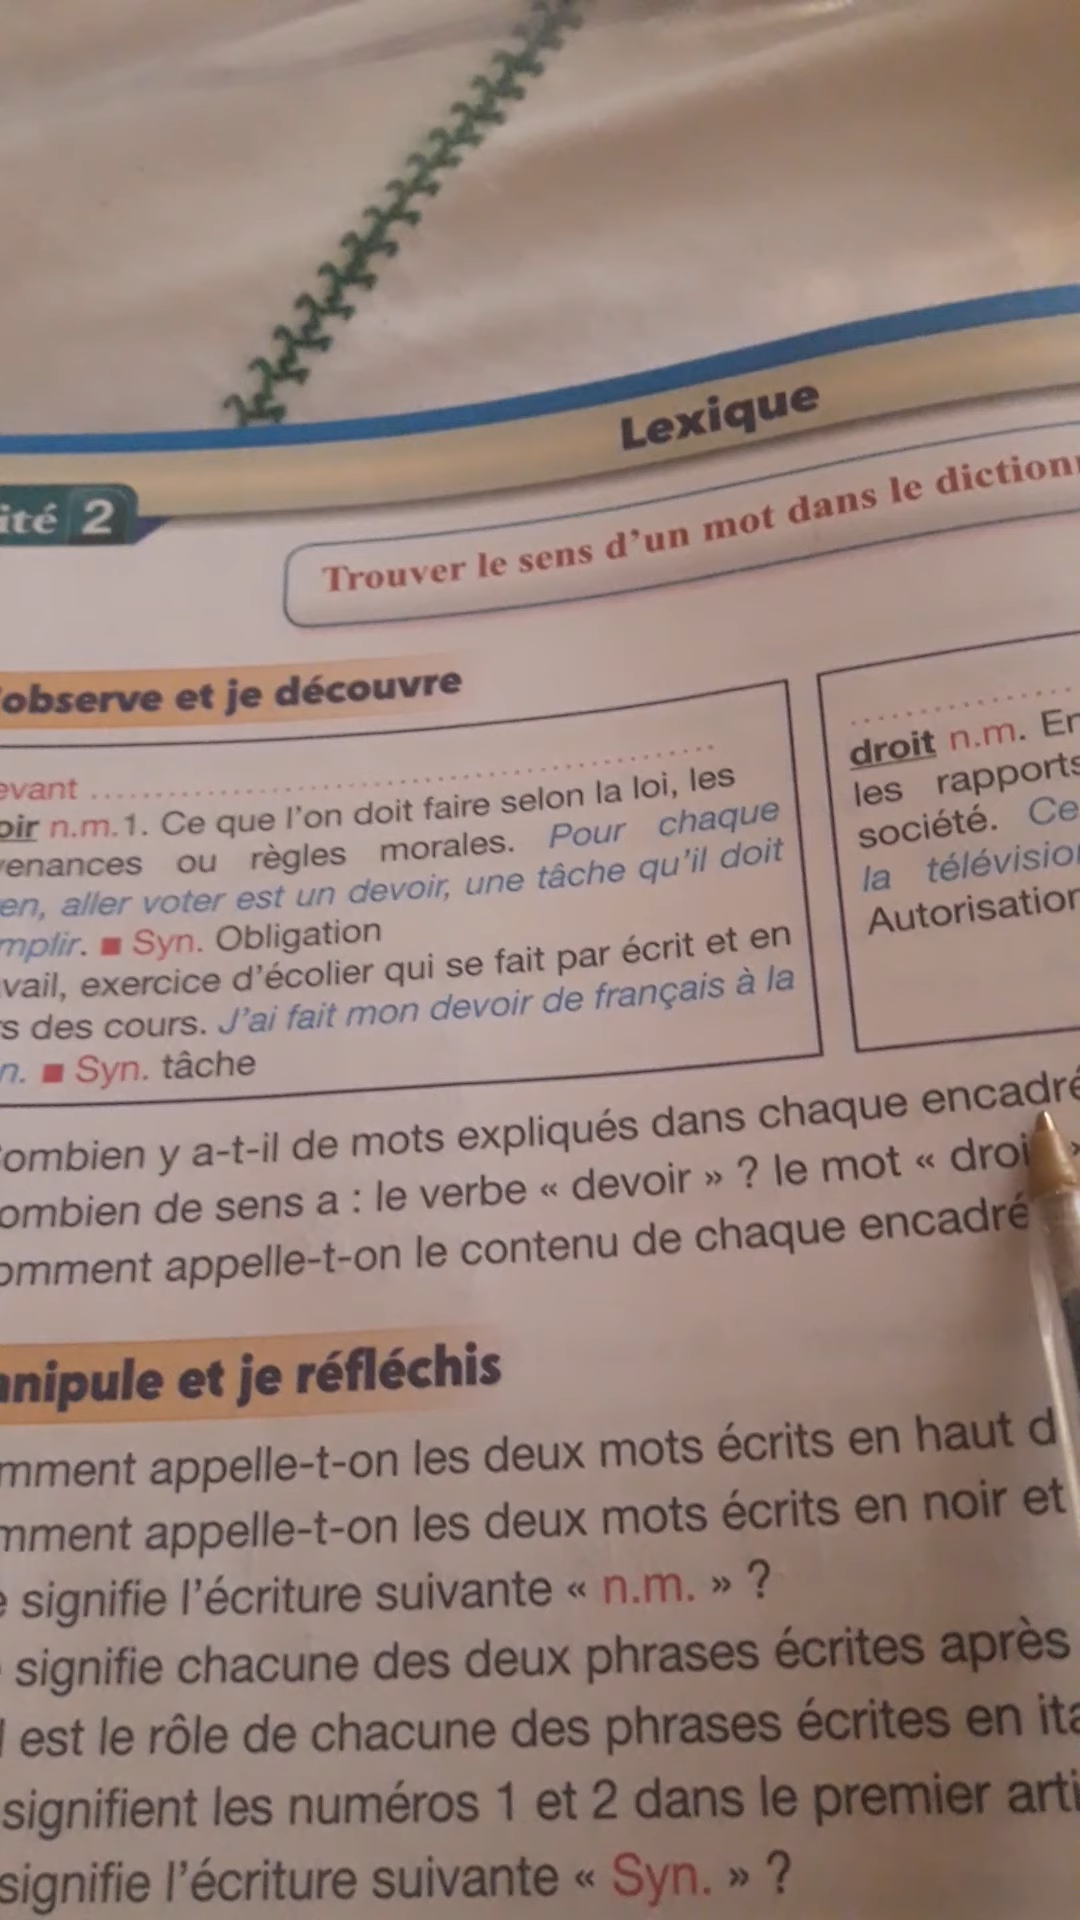 Lexique
ité 2
Trouver le sens d'un mot dans le dictionn
'observe et je découvre
evant ........................................
oir n.m.1. Ce que l'on doit faire selon la loi, les
venances ou règles morales. Pour chaque
en, aller voter est un devoir, une tâche qu'il doit
mplir. ■ Syn. Obligation
vail, exercice d'écolier qui se fait par écrit et en
s des cours. J'ai fait mon devoir de français à la
n. ■ Syn. tâche
....................
droit n.m. En
les rapports
société. Ce
la télévision
Autorisation
ombien y a-t-il de mots expliqués dans chaque encadré
ombien de sens a : le verbe « devoir » ? le mot « droi »
omment appelle-t-on le contenu de chaque encadré
anipule et je réfléchis
mment appelle-t-on les deux mots écrits en haut d
mment appelle-t-on les deux mots écrits en noir et
e signifie l'écriture suivante « n.m. » ?
signifie chacune des deux phrases écrites après
l est le rôle de chacune des phrases écrites en ita
signifient les numéros 1 et 2 dans le premier arti
signifie l'écriture suivante « Syn. » ?